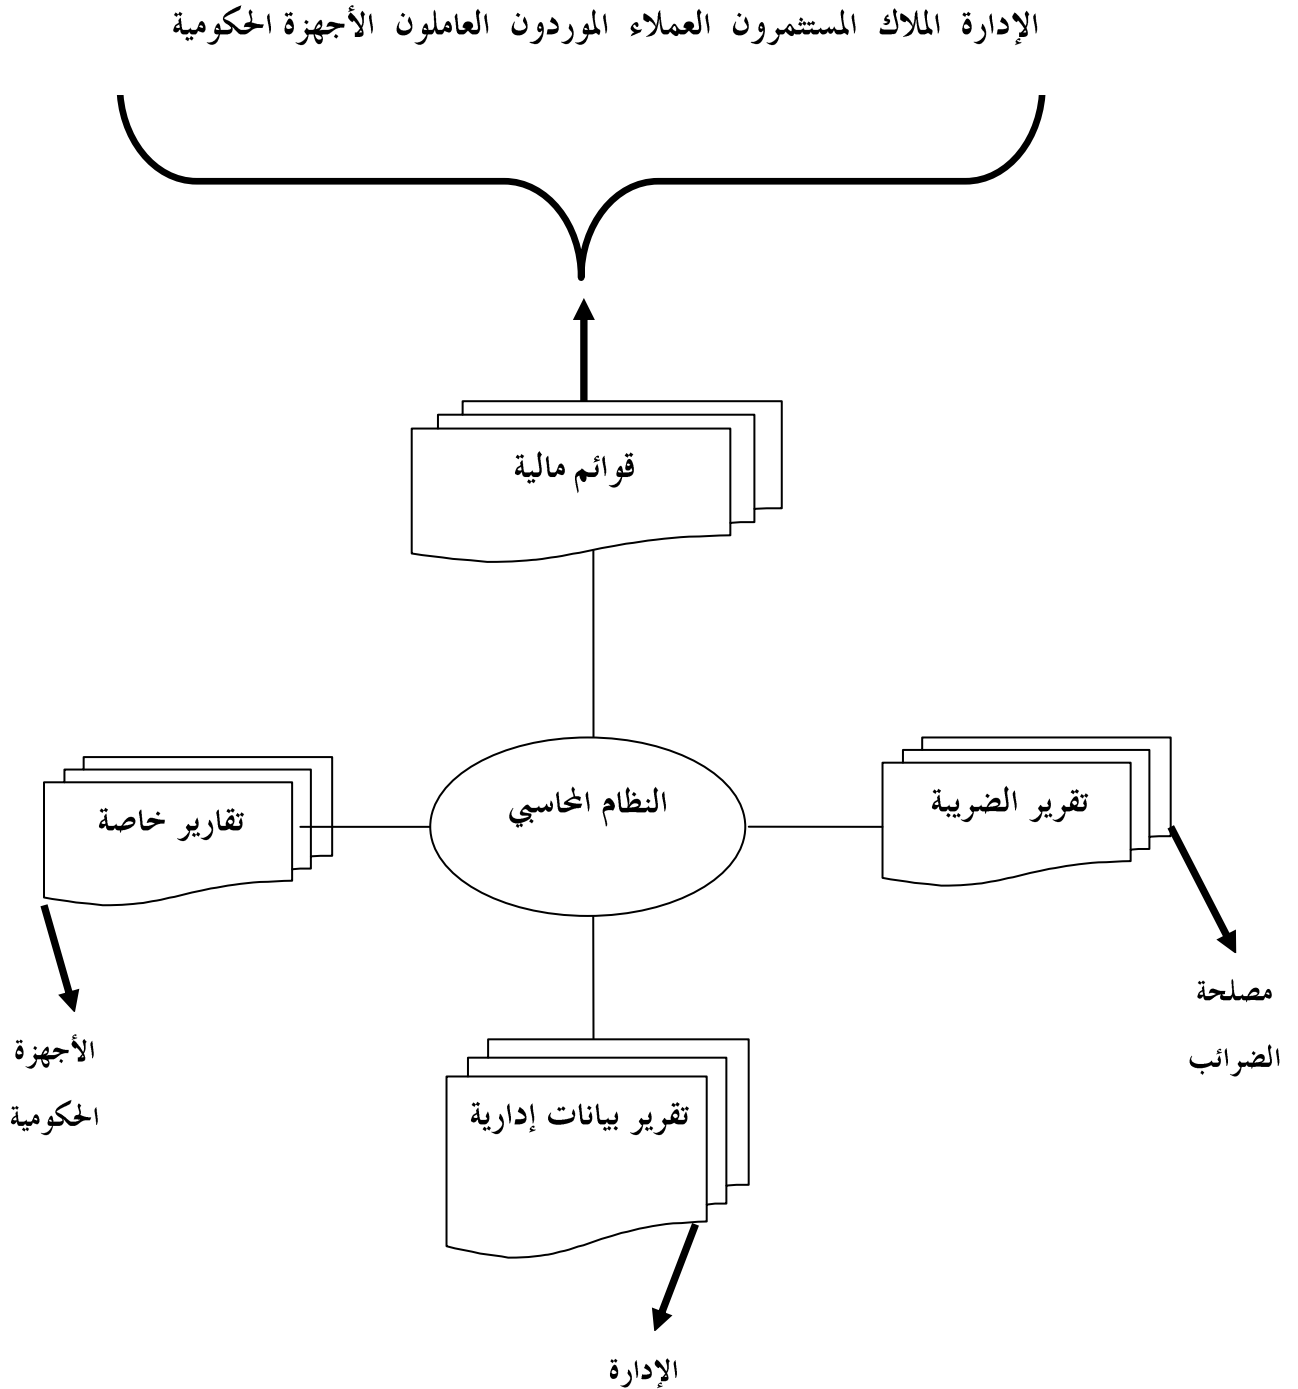 الإدارة الملاك المستثمرون العملاء الموردون العاملون الأجهزة الحكومية
قوائم مالية
تقرير الضريبة
النظام المحاسبي
تقارير خاصة
مصلحة
الضرائب
الأجهزة
الحكومية
تقرير بيانات إدارية
الإدارة